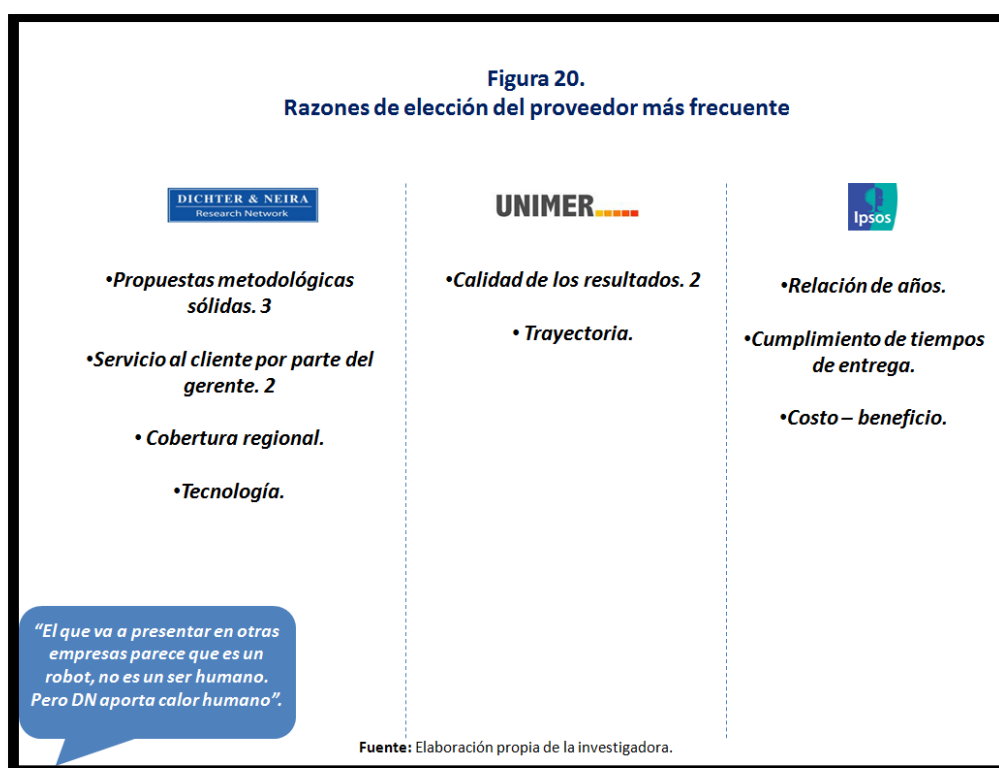 Figura 20.
Razones de elección del proveedor más frecuente
DICHTER & NEIRA
Research Network
•Propuestas metodológicas
sólidas. 3
•Servicio al cliente por parte del
gerente. 2
• Cobertura regional.
•Tecnología.
UNIMER
•Calidad de los resultados. 2
• Trayectoria.
Ipsos
•Relación de años.
•Cumplimiento de tiempos
de entrega.
•Costo – beneficio.
“El que va a presentar en otras
empresas parece que es un
robot, no es un ser humano.
Pero DN aporta calor humano”.
Fuente: Elaboración propia de la investigadora.